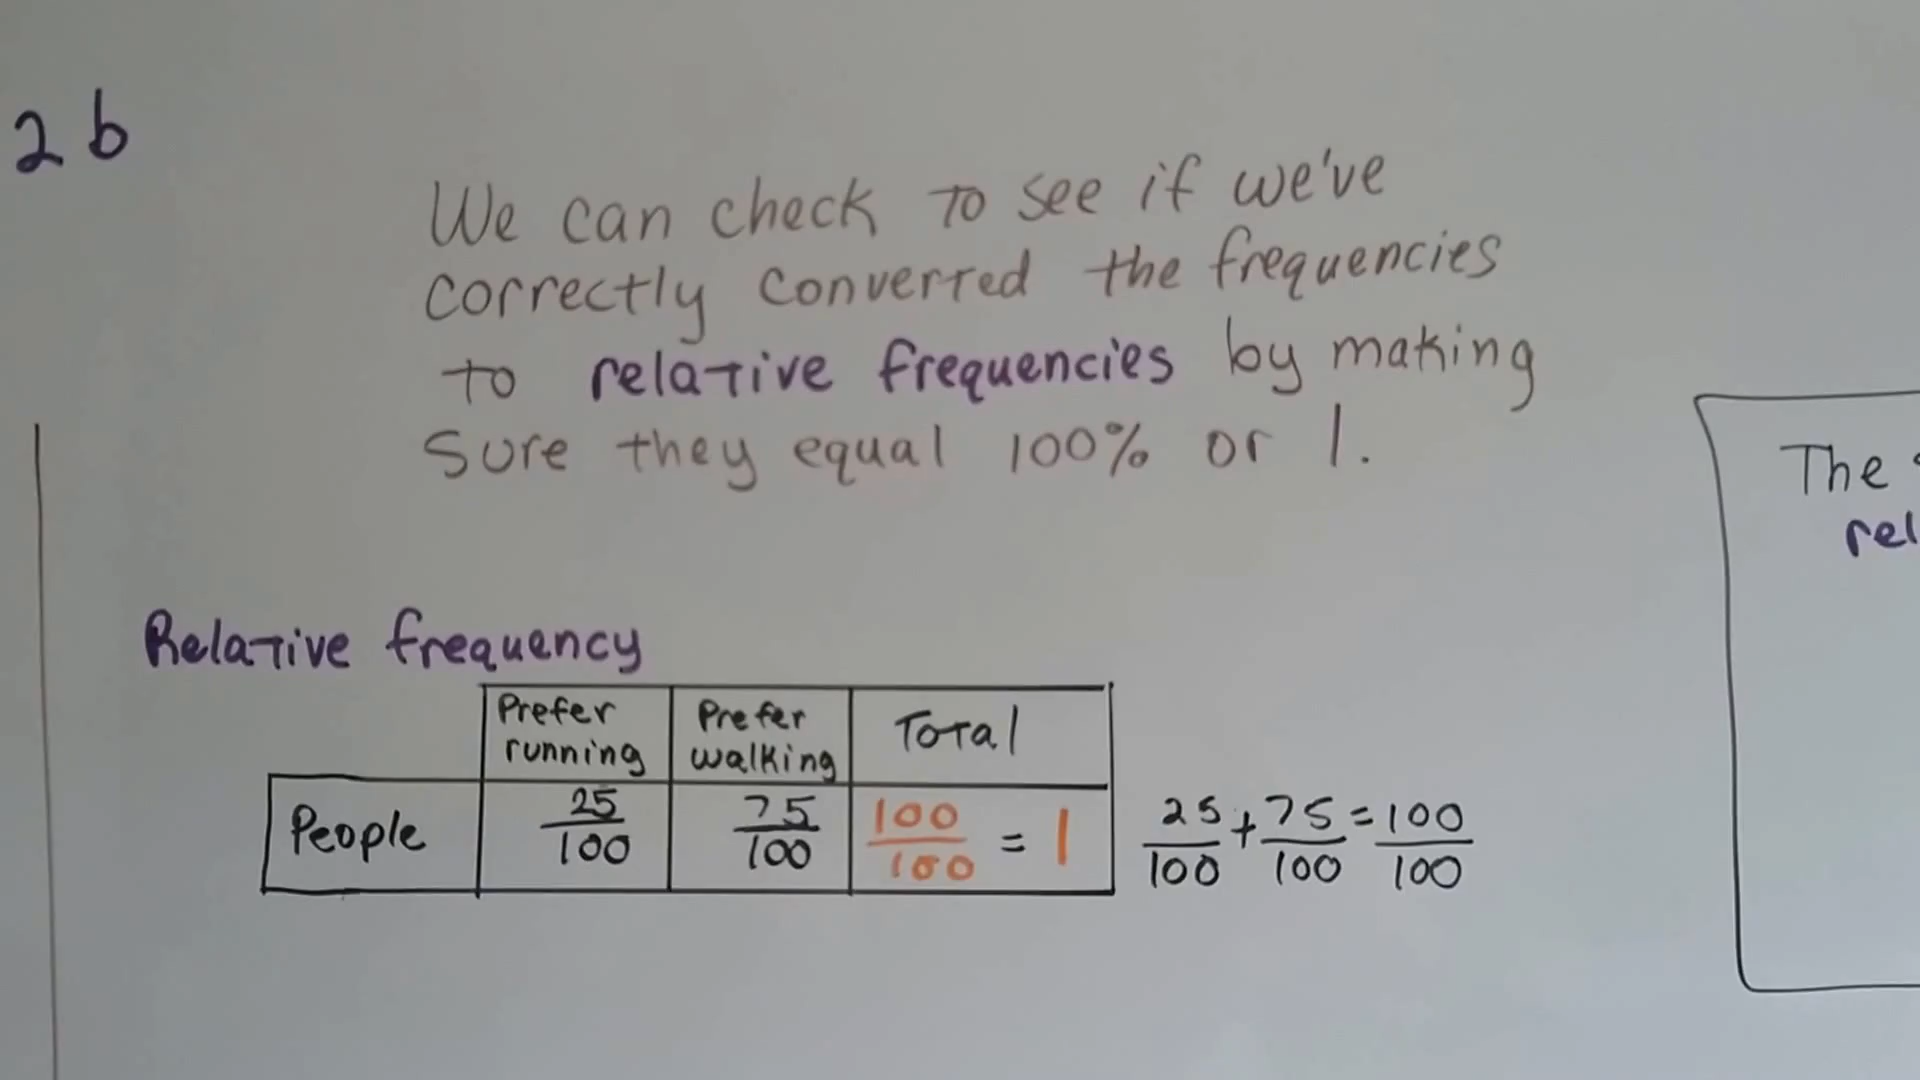 2b
We can check to see if we've
correctly converted the frequencies
to relative frequencies by making
sure they equal 100% or 1.
The
rel
Relative frequency
Prefer running Prefer walking Total
People 25/100 75/100 100/100 = 1 25/100 + 75/100 = 100/100